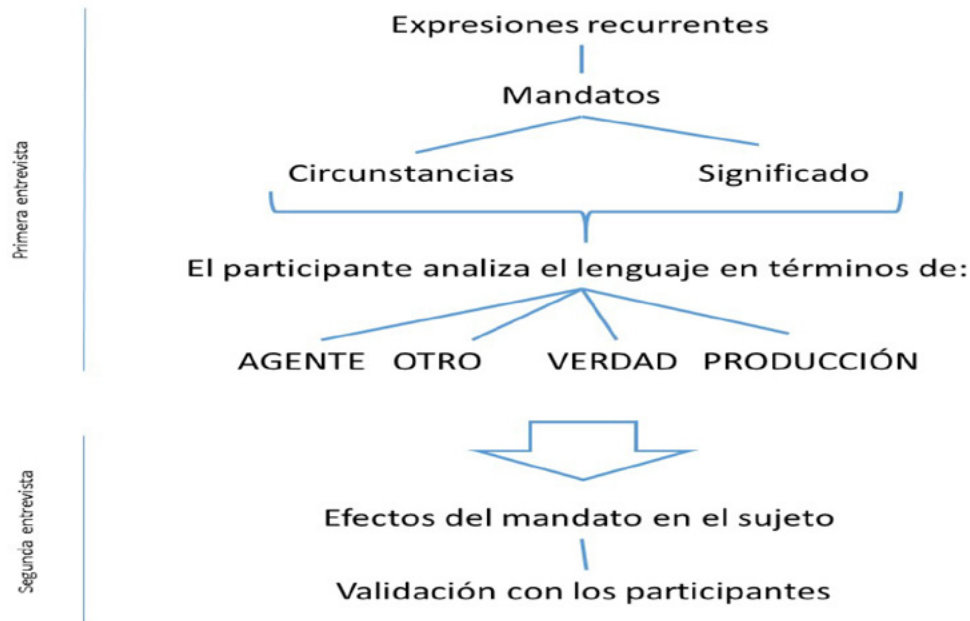 Expresiones recurrentes
Mandatos
Circunstancias Significado
El participante analiza el lenguaje en términos de:
AGENTE OTRO VERDAD PRODUCCIÓN
Primera entrevista
Efectos del mandato en el sujeto
Validación con los participantes
Segunda entrevista